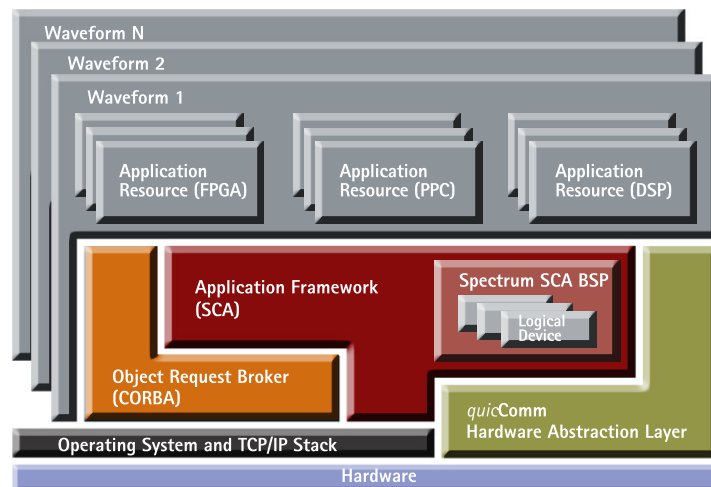 Waveform N
Waveform 2
Waveform 1
Application
Resource (FPGA)
Application
Resource (PPC)
Application
Resource (DSP)
Application Framework
(SCA)
Spectrum SCA BSP
Logical
Device
Object Request Broker
(CORBA)
quicComm
Hardware Abstraction Layer
Operating System and TCP/IP Stack
Hardware